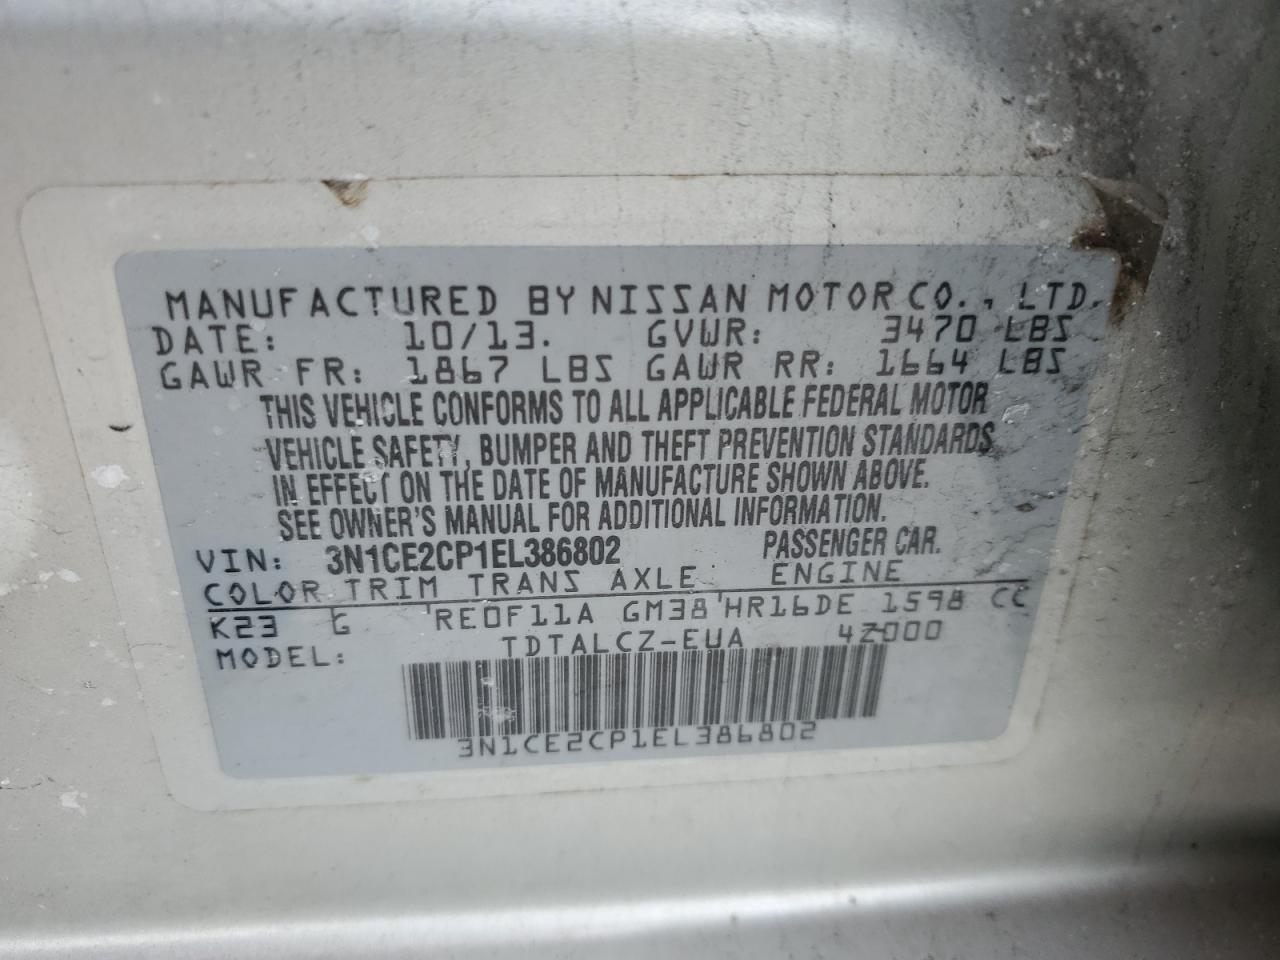 MANUFACTURED BY NISSAN MOTOR CO., LTD.
DATE: 10/13. GVWR: 3470 LBS
GAWR FR: 1867 LBS GAWR RR: 1664 LBS
THIS VEHICLE CONFORMS TO ALL APPLICABLE FEDERAL MOTOR
VEHICLE SAFETY, BUMPER AND THEFT PREVENTION STANDARDS
IN EFFECT ON THE DATE OF MANUFACTURE SHOWN ABOVE.
SEE OWNER'S MANUAL FOR ADDITIONAL INFORMATION.
VIN: 3N1CE2CP1EL386802 PASSENGER CAR.
COLOR TRIM TRANS AXLE ENGINE
K23 G RE0F11A GM38 HR16DE 1598 CC
MODEL: TDTALCZ-EUA 4Z000
3N1CE2CP1EL386802